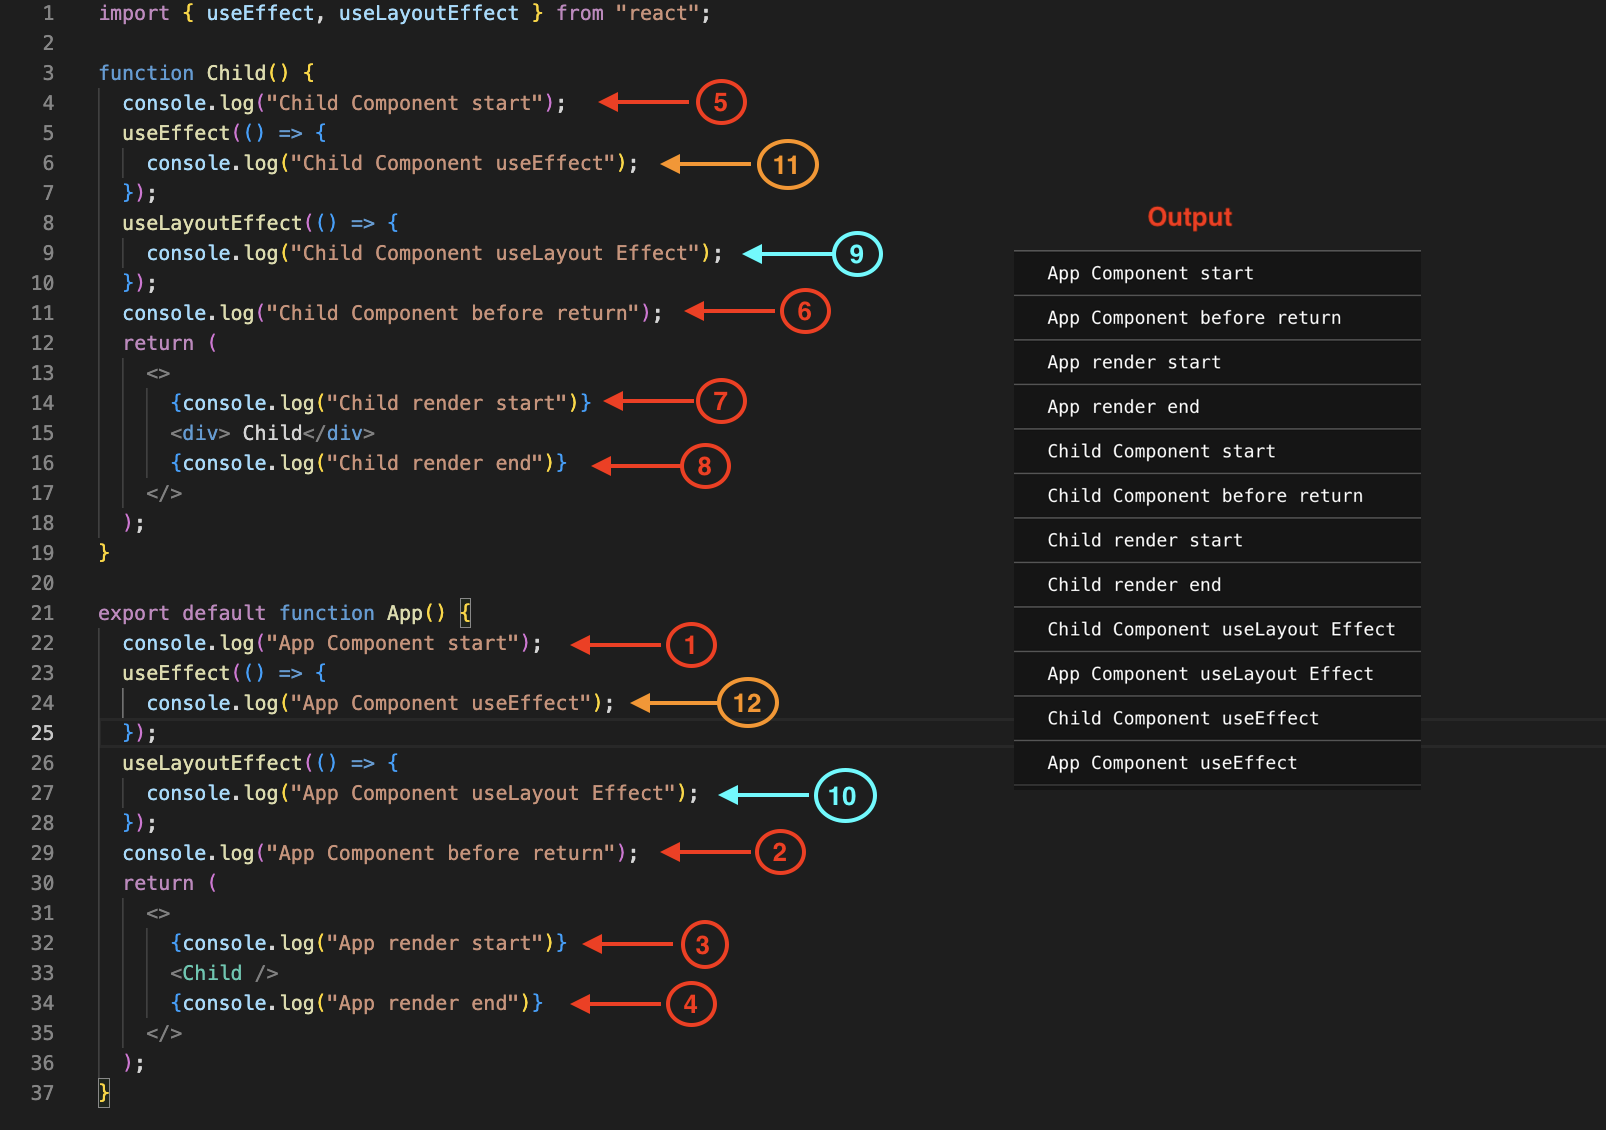 1 import { useEffect, useLayoutEffect } from "react";
2
3 function Child() {
4 console.log("Child Component start"); 5
5 useEffect(() => {
6 console.log("Child Component useEffect"); 11
7 });
8 useLayoutEffect(() => {
9 console.log("Child Component useLayout Effect"); 9
10 });
11 console.log("Child Component before return"); 6
12 return (
13 <>
14 {console.log("Child render start")} 7
15 <div> Child</div>
16 {console.log("Child render end")} 8
17 </>
18 );
19 }
20
21 export default function App() {
22 console.log("App Component start"); 1
23 useEffect(() => {
24 console.log("App Component useEffect"); 12
25 });
26 useLayoutEffect(() => {
27 console.log("App Component useLayout Effect"); 10
28 });
29 console.log("App Component before return"); 2
30 return (
31 <>
32 {console.log("App render start")} 3
33 <Child />
34 {console.log("App render end")} 4
35 </>
36 );
37 }
Output
App Component start
App Component before return
App render start
App render end
Child Component start
Child Component before return
Child render start
Child render end
Child Component useLayout Effect
App Component useLayout Effect
Child Component useEffect
App Component useEffect